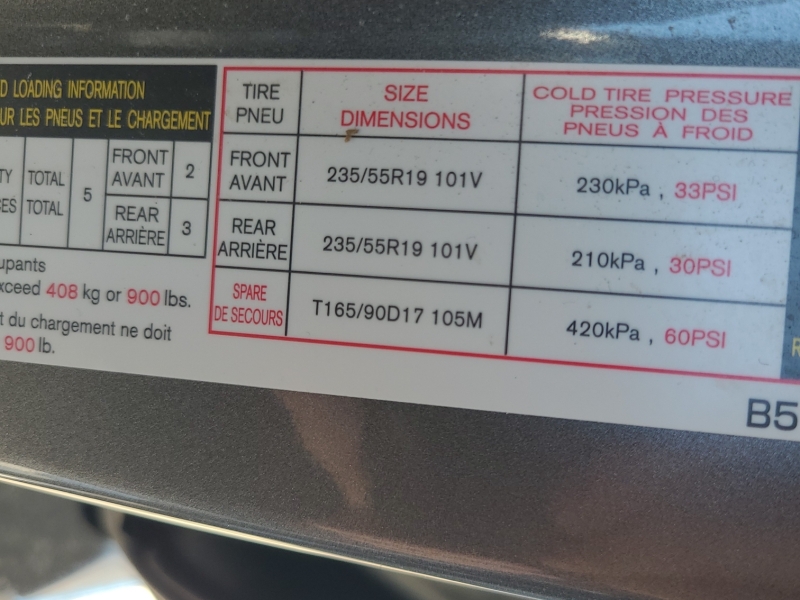 D LOADING INFORMATION
UR LES PNEUS ET LE CHARGEMENT
TY
ES
TOTAL
TOTAL
5
FRONT
AVANT
2
REAR
ARRIÈRE
3
upants
xceed 408 kg or 900 lbs.
t du chargement ne doit
900 lb.
TIRE
PNEU
SIZE
DIMENSIONS
COLD TIRE PRESSURE
PRESSION DES
PNEUS À FROID
FRONT
AVANT
235/55R19 101V
230kPa , 33PSI
REAR
ARRIÈRE
235/55R19 101V
210kPa , 30PSI
SPARE
DE SECOURS
T165/90D17 105M
420kPa , 60PSI
R
B5